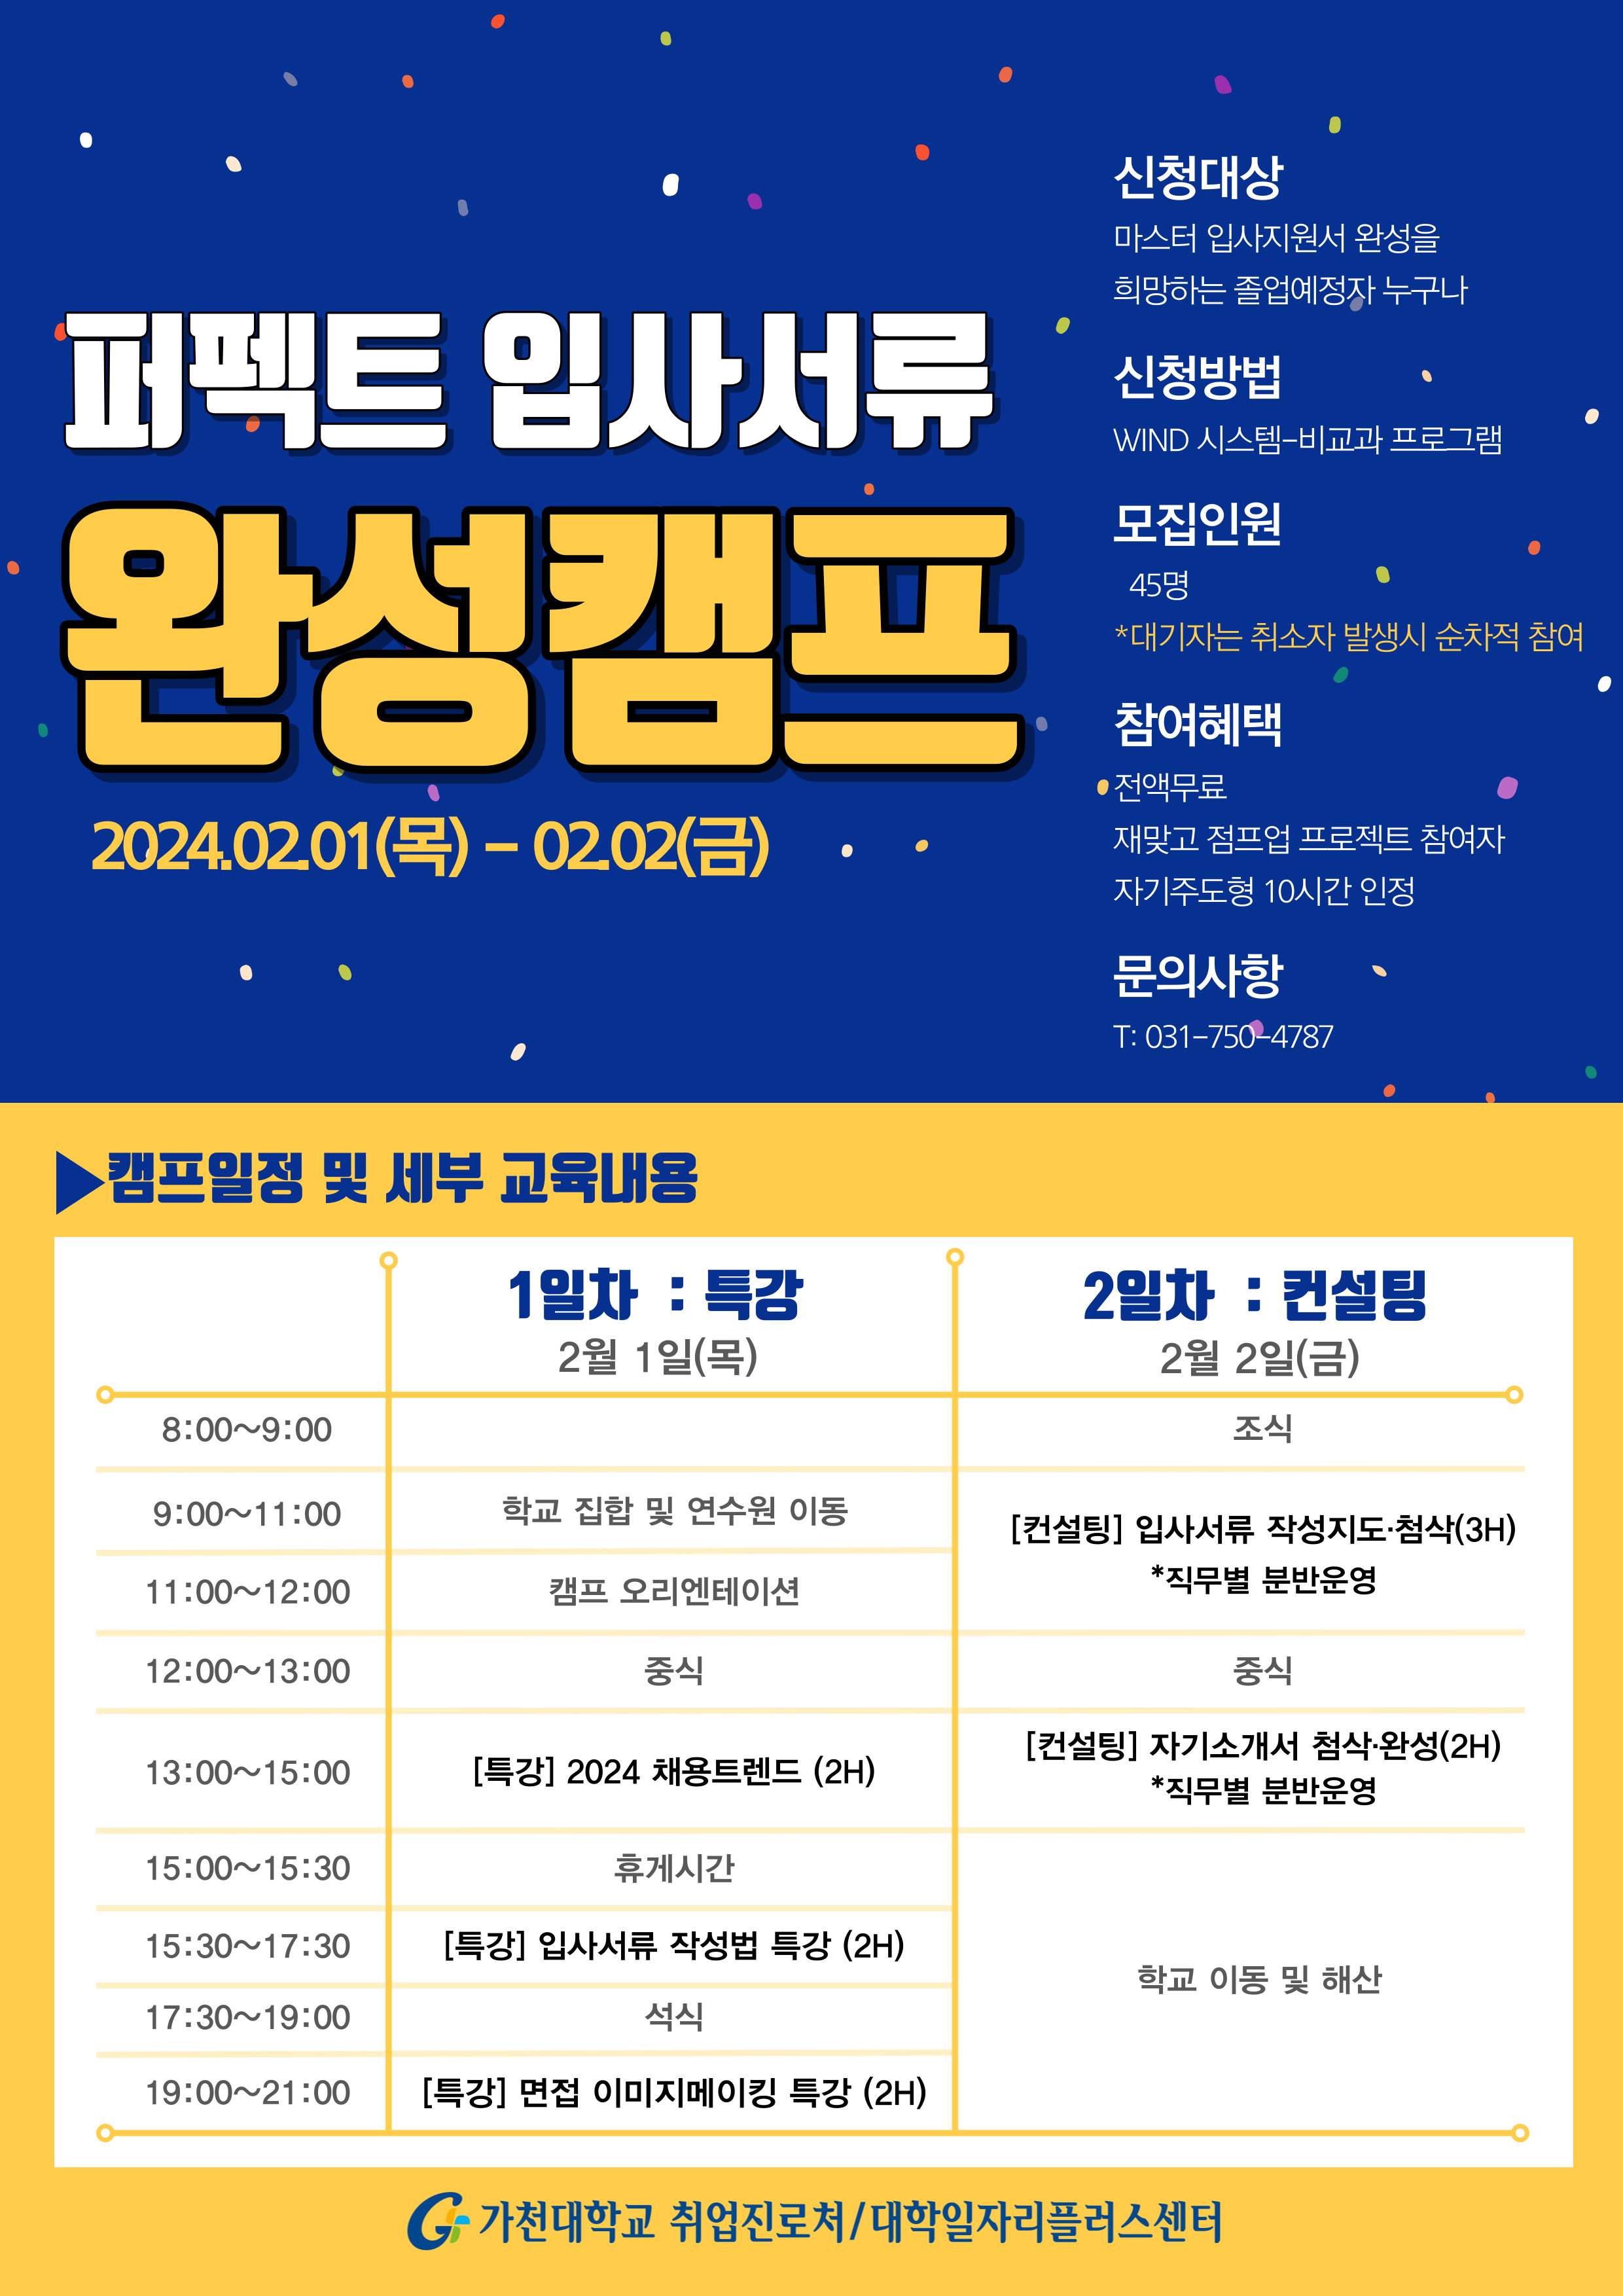 퍼펙트 입사서류
완성캠프
2024.02.01(목) - 02.02(금)
신청대상
마스터 입사지원서 완성을
희망하는 졸업예정자 누구나
신청방법
WIND 시스템-비교과 프로그램
모집인원
45명
*대기자는 취소자 발생시 순차적 참여
참여혜택
전액무료
재맞고 점프업 프로젝트 참여자
자기주도형 10시간 인정
문의사항
T: 031-750-4787
▶캠프일정 및 세부 교육내용
1일차 : 특강
2월 1일(목)
2일차 : 컨설팅
2월 2일(금)
8:00~9:00
조식
9:00~11:00
학교 집합 및 연수원 이동
[컨설팅] 입사서류 작성지도·첨삭(3H)
*직무별 분반운영
11:00~12:00
캠프 오리엔테이션
12:00~13:00
중식
중식
13:00~15:00
[특강] 2024 채용트렌드 (2H)
[컨설팅] 자기소개서 첨삭·완성(2H)
*직무별 분반운영
15:00~15:30
휴게시간
15:30~17:30
[특강] 입사서류 작성법 특강 (2H)
학교 이동 및 해산
17:30~19:00
석식
19:00~21:00
[특강] 면접 이미지메이킹 특강 (2H)
가천대학교 취업진로처/대학일자리플러스센터